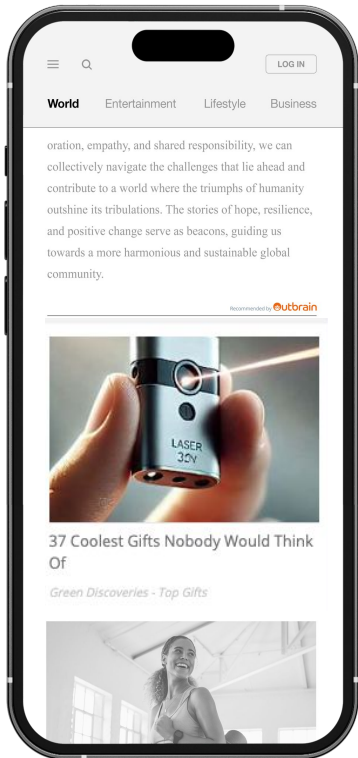 LOG IN
World Entertainment Lifestyle Business
oration, empathy, and shared responsibility, we can
collectively navigate the challenges that lie ahead and
contribute to a world where the triumphs of humanity
outshine its tribulations. The stories of hope, resilience,
and positive change serve as beacons, guiding us
towards a more harmonious and sustainable global
community.
Recommended by Outbrain
LASER
30V
37 Coolest Gifts Nobody Would Think
Of
Green Discoveries - Top Gifts